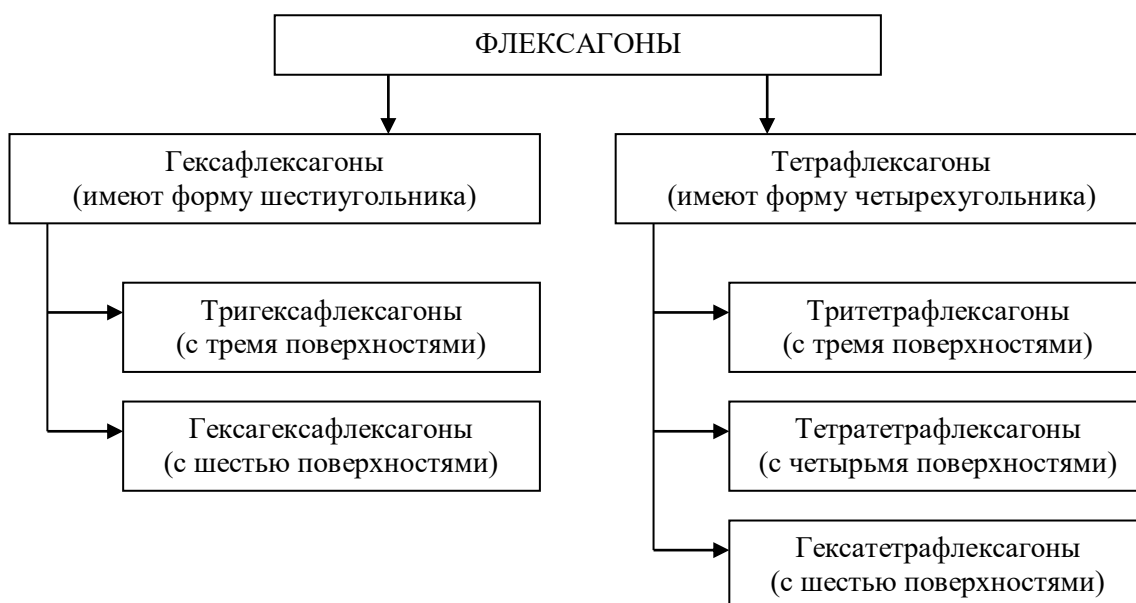 ФЛЕКСАГОНЫ
Гексафлексагоны
(имеют форму шестиугольника)
Тетрафлексагоны
(имеют форму четырехугольника)
Тригексафлексагоны
(с тремя поверхностями)
Тритетрафлексагоны
(с тремя поверхностями)
Гексагексафлексагоны
(с шестью поверхностями)
Тетратетрафлексагоны
(с четырьмя поверхностями)
Гексатетрафлексагоны
(с шестью поверхностями)